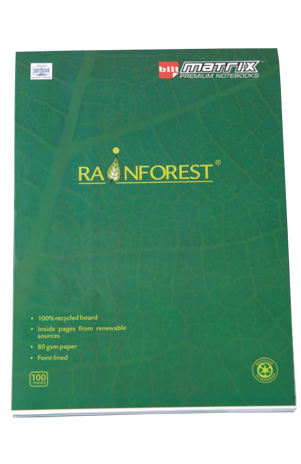 bilt MATRIX
PREMIUM NOTEBOOKS
RAINFOREST®
• 100% recycled board
• Inside pages from renewable
sources
• 80 gsm paper
• Feint lined
100
PAGES